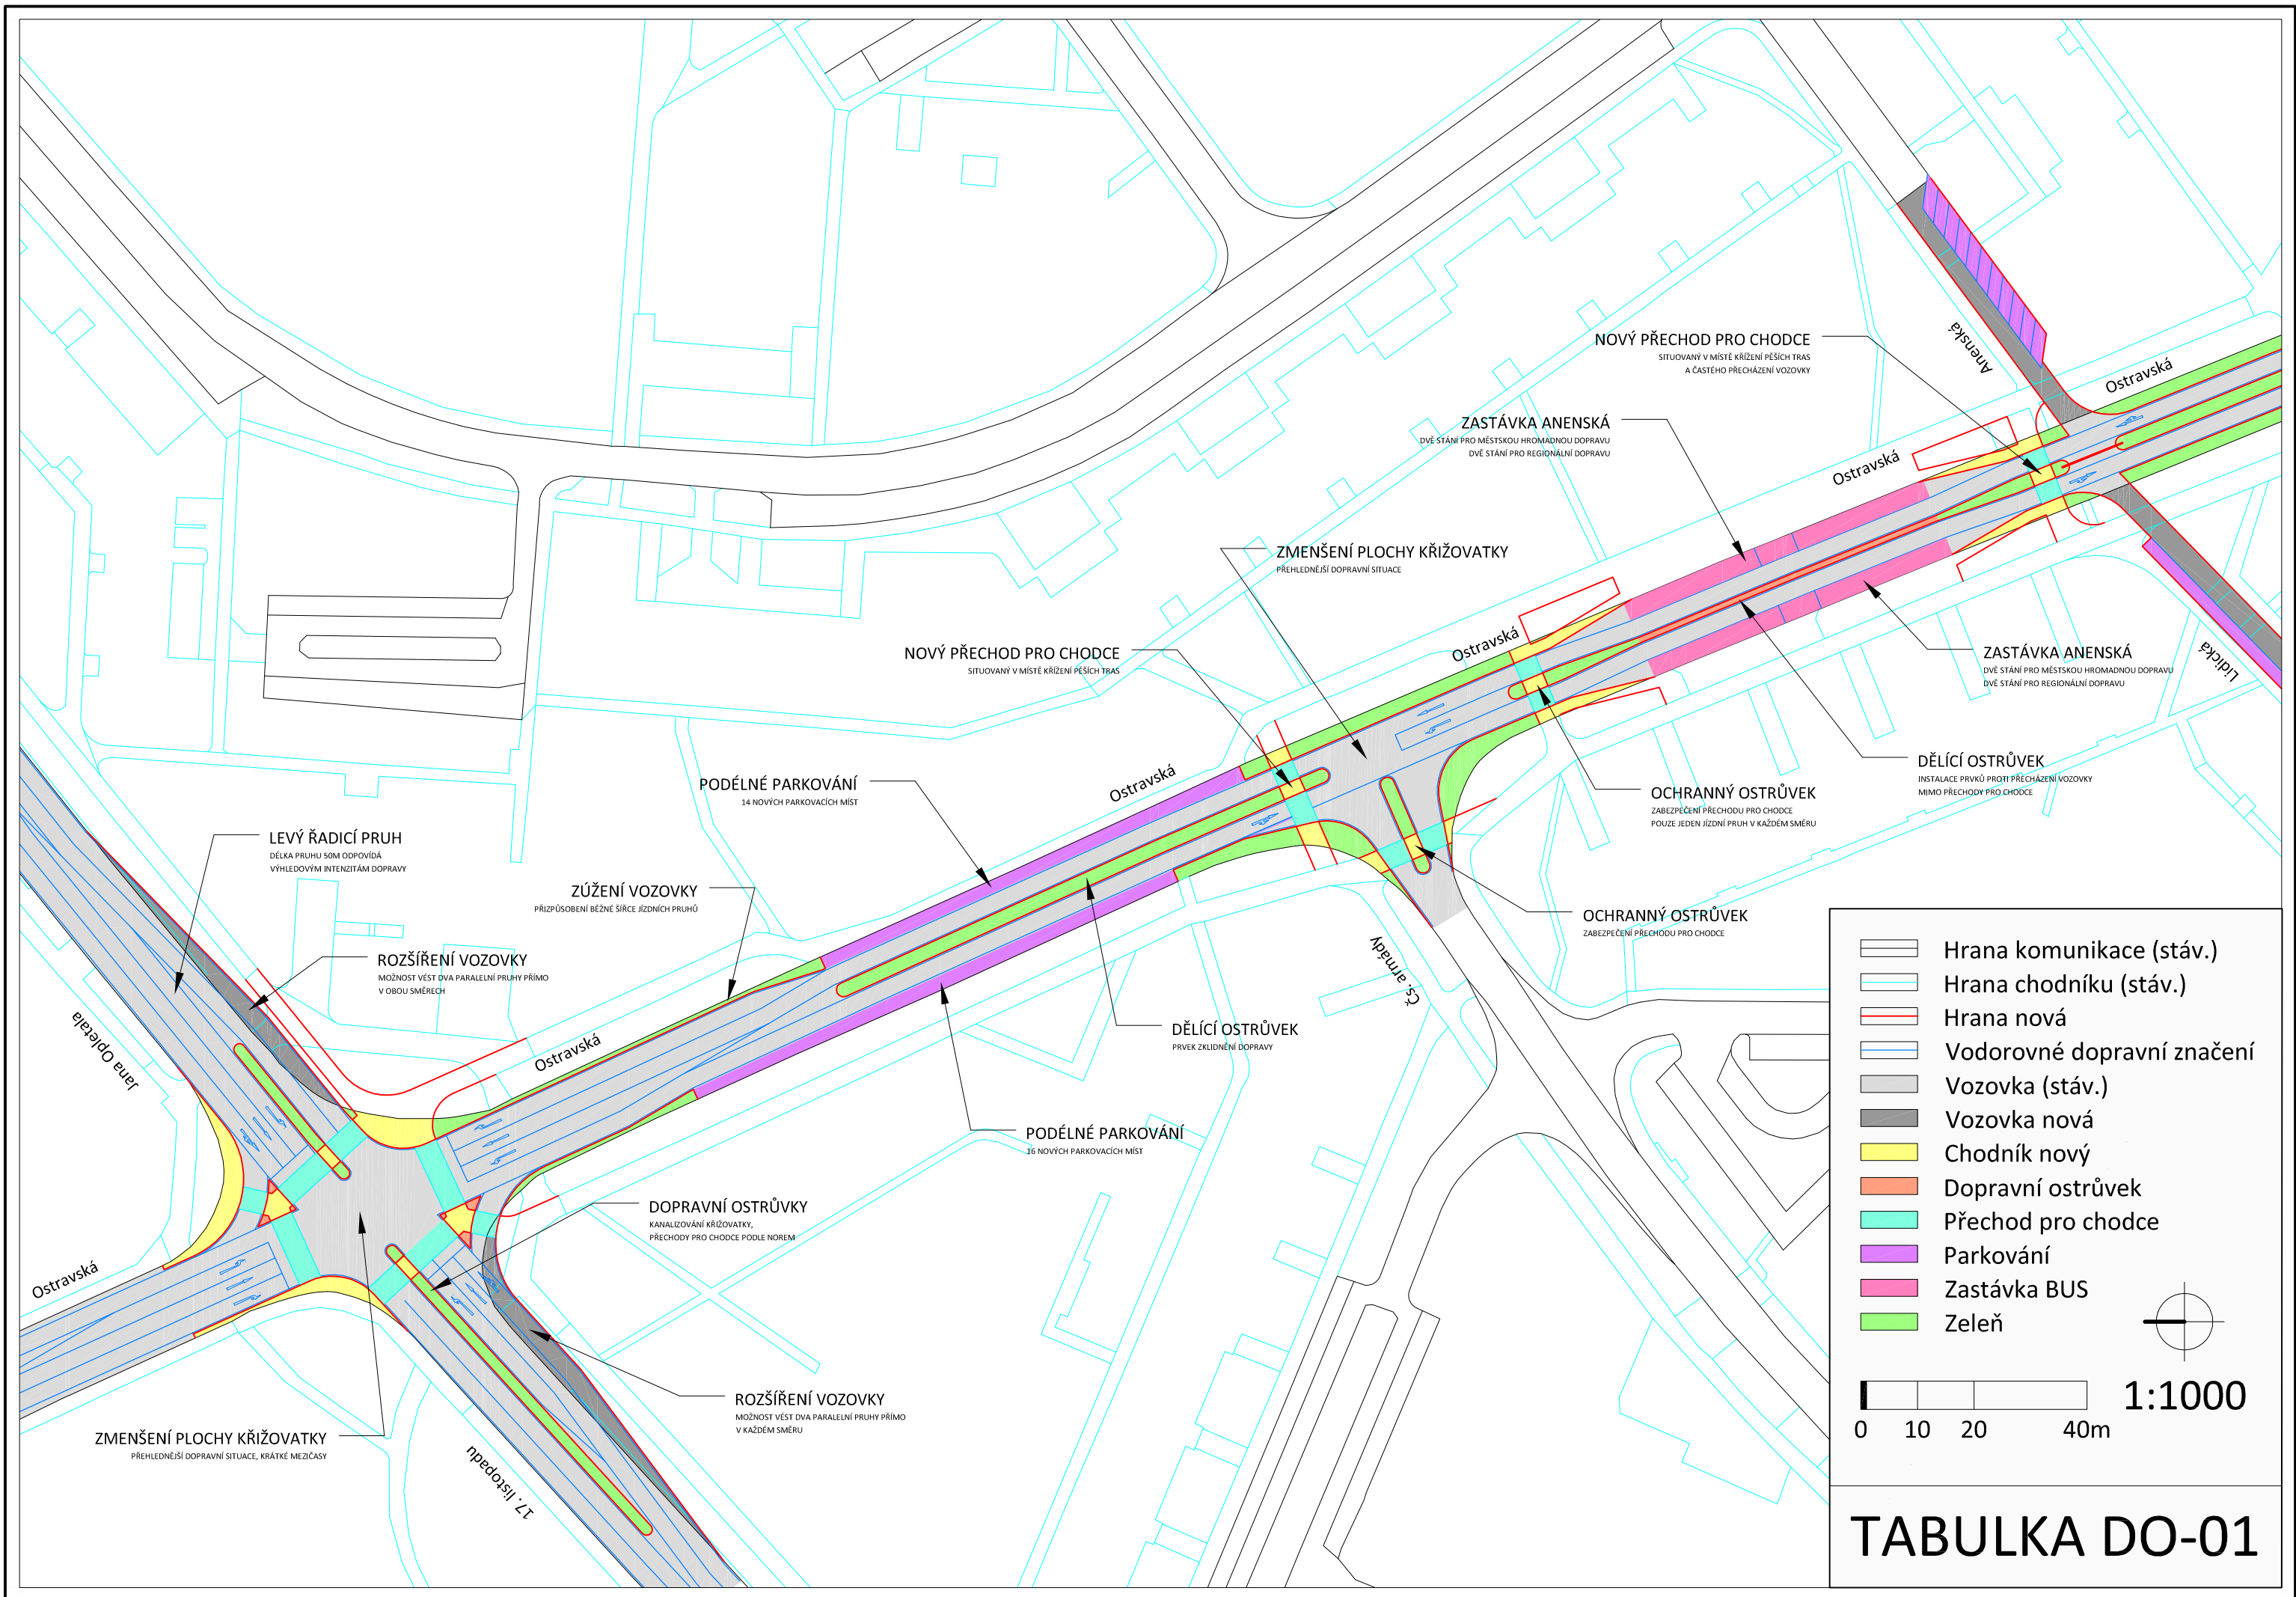 NOVÝ PŘECHOD PRO CHODCE
SITUOVANÝ V MÍSTĚ KŘÍŽENÍ PĚŠÍCH TRAS
A ČASTÉHO PŘECHÁZENÍ VOZOVKY
Anenská
Ostravská
ZASTÁVKA ANENSKÁ
DVĚ STÁNÍ PRO MĚSTSKOU HROMADNOU DOPRAVU
DVĚ STÁNÍ PRO REGIONÁLNÍ DOPRAVU
Ostravská
ZMENŠENÍ PLOCHY KŘIŽOVATKY
PŘEHLEDNĚJŠÍ DOPRAVNÍ SITUACE
Ostravská
NOVÝ PŘECHOD PRO CHODCE
SITUOVANÝ V MÍSTĚ KŘÍŽENÍ PĚŠÍCH TRAS
ZASTÁVKA ANENSKÁ
DVĚ STÁNÍ PRO MĚSTSKOU HROMADNOU DOPRAVU
DVĚ STÁNÍ PRO REGIONÁLNÍ DOPRAVU
Lidická
DĚLÍCÍ OSTRŮVEK
INSTALACE PRVKŮ PROTI PŘECHÁZENÍ VOZOVKY
MIMO PŘECHODY PRO CHODCE
PODÉLNÉ PARKOVÁNÍ
14 NOVÝCH PARKOVACÍCH MÍST
Ostravská
OCHRANNÝ OSTRŮVEK
ZABEZPEČENÍ PŘECHODU PRO CHODCE
POUZE JEDEN JÍZDNÍ PRUH V KAŽDÉM SMĚRU
LEVÝ ŘADICÍ PRUH
DÉLKA PRUHU 50M ODPOVÍDÁ
VÝHLEDOVÝM INTENZITÁM DOPRAVY
ZÚŽENÍ VOZOVKY
PŘIZPŮSOBENÍ BĚŽNÉ ŠÍŘCE JÍZDNÍCH PRUHŮ
OCHRANNÝ OSTRŮVEK
ZABEZPEČENÍ PŘECHODU PRO CHODCE
ROZŠÍŘENÍ VOZOVKY
MOŽNOST VÉST DVA PARALELNÍ PRUHY PŘÍMO
V OBOU SMĚRECH
Čs. armády
DĚLÍCÍ OSTRŮVEK
PRVEK ZKLIDNĚNÍ DOPRAVY
Jana Opletala
Ostravská
PODÉLNÉ PARKOVÁNÍ
16 NOVÝCH PARKOVACÍCH MÍST
DOPRAVNÍ OSTRŮVKY
KANALIZOVÁNÍ KŘIŽOVATKY,
PŘECHODY PRO CHODCE PODLE NOREM
Ostravská
ROZŠÍŘENÍ VOZOVKY
MOŽNOST VÉST DVA PARALELNÍ PRUHY PŘÍMO
V KAŽDÉM SMĚRU
ZMENŠENÍ PLOCHY KŘIŽOVATKY
PŘEHLEDNĚJŠÍ DOPRAVNÍ SITUACE, KRÁTKÉ MEZIČASY
17. listopadu
Hrana komunikace (stáv.)
Hrana chodníku (stáv.)
Hrana nová
Vodorovné dopravní značení
Vozovka (stáv.)
Vozovka nová
Chodník nový
Dopravní ostrůvek
Přechod pro chodce
Parkování
Zastávka BUS
Zeleň
1:1000
0 10 20 40m
TABULKA DO-01